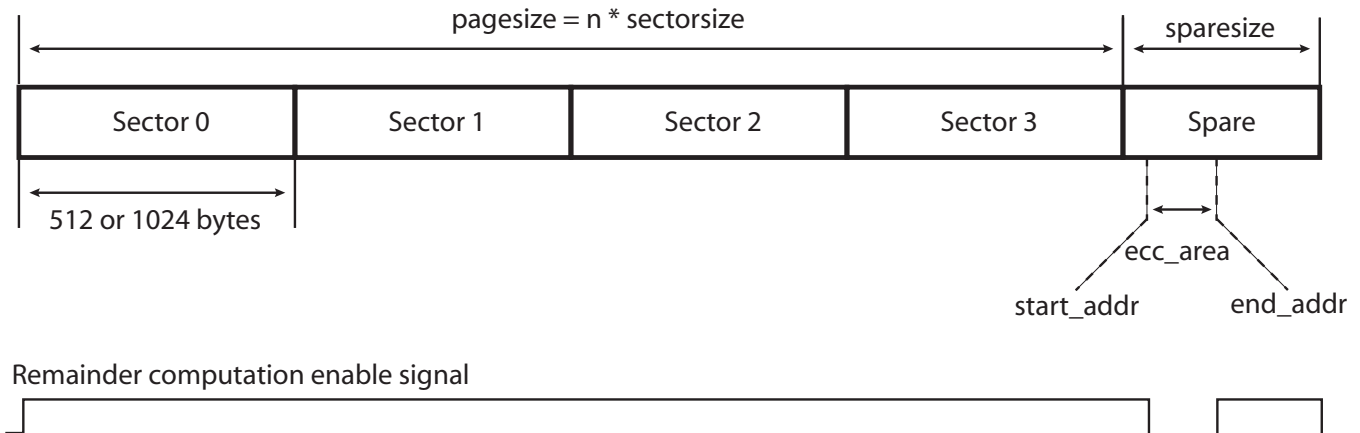 pagesize = n * sectorsize
sparesize
Sector 0
Sector 1
Sector 2
Sector 3
Spare
512 or 1024 bytes
ecc_area
start_addr
end_addr
Remainder computation enable signal